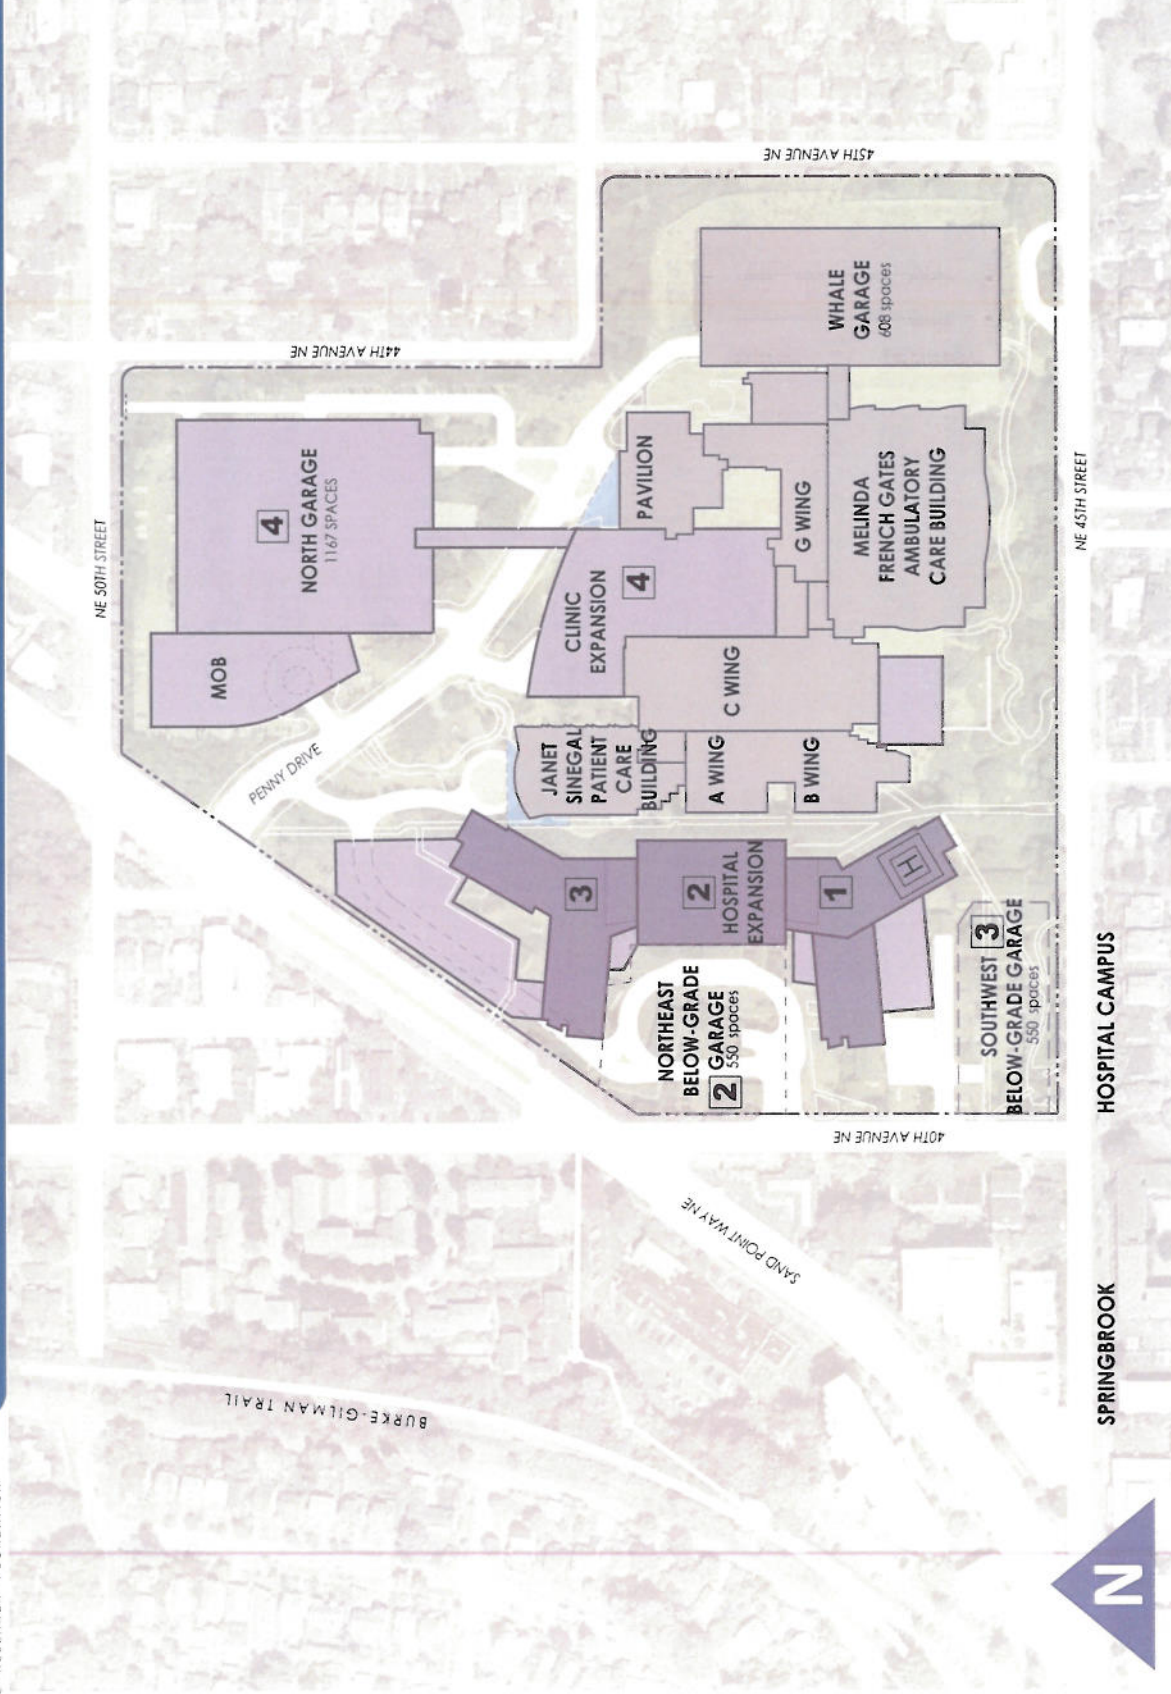 NE 50TH STREET
44TH AVENUE NE
45TH AVENUE NE
4
NORTH GARAGE
1167 SPACES
MOB
PENNY DRIVE
PAVILION
CLINIC
EXPANSION
4
G WING
WHALE
GARAGE
608 spaces
MELINDA
FRENCH GATES
AMBULATORY
CARE BUILDING
C WING
JANET
SINEGAL
PATIENT
CARE
BUILDING
A WING
B WING
3
2
HOSPITAL
EXPANSION
1
H
NORTHEAST
BELOW-GRADE
2 GARAGE
550 spaces
SOUTHWEST 3
BELOW-GRADE GARAGE
550 spaces
40TH AVENUE NE
SAND POINT WAY NE
BURKE-GILMAN TRAIL
NE 45TH STREET
SPRINGBROOK
HOSPITAL CAMPUS
N